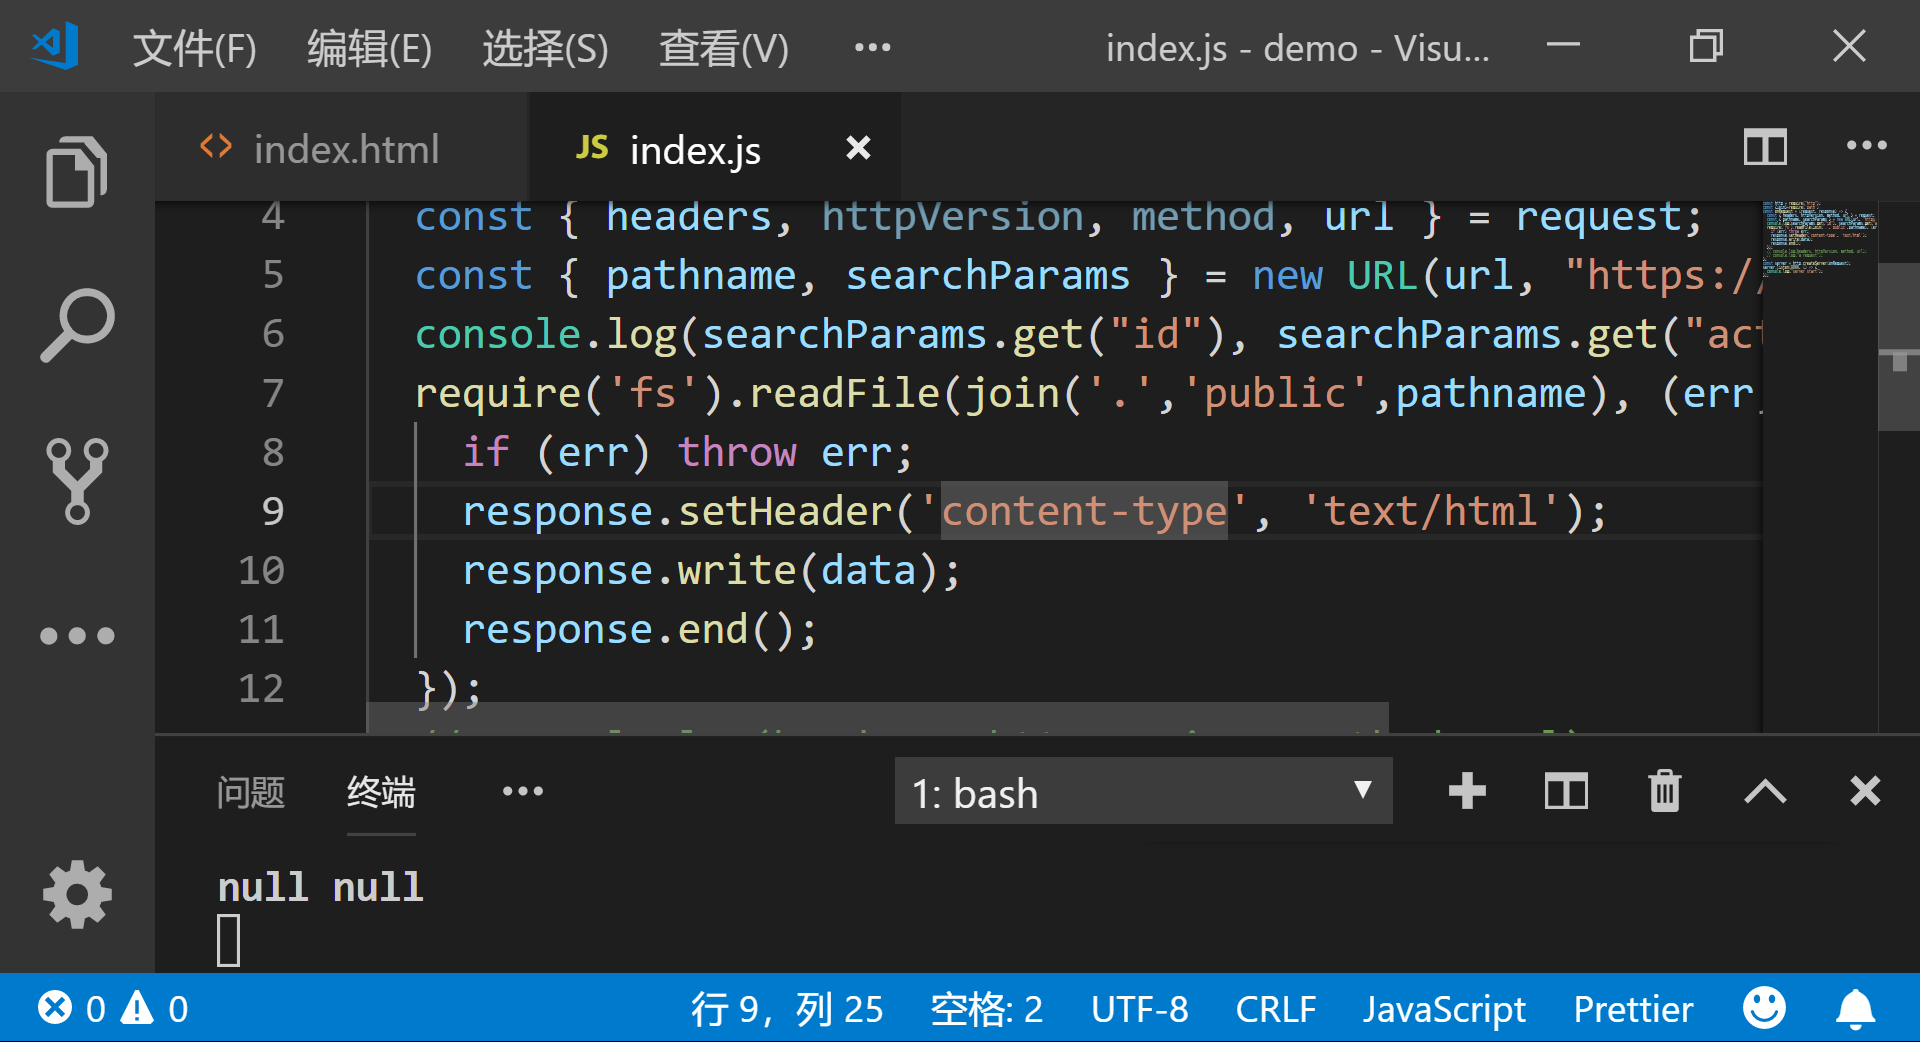 文件(F) 编辑(E) 选择(S) 查看(V) ••• index.js - demo - Visu...
<> index.html JS index.js
4 const { headers, httpVersion, method, url } = request;
5 const { pathname, searchParams } = new URL(url, "https:/
6 console.log(searchParams.get("id"), searchParams.get("act
7 require('fs').readFile(join('.','public',pathname), (err,
8 if (err) throw err;
9 response.setHeader('content-type', 'text/html');
10 response.write(data);
11 response.end();
12 });
问题 终端 ••• 1: bash
null null
0 0 行 9，列 25 空格: 2 UTF-8 CRLF JavaScript Prettier